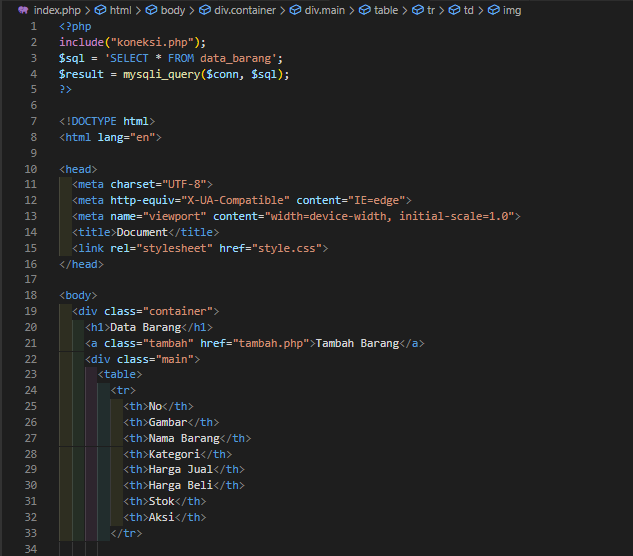 index.php > html > body > div.container > div.main > table > tr > td > img
1 <?php
2 include("koneksi.php");
3 $sql = 'SELECT * FROM data_barang';
4 $result = mysqli_query($conn, $sql);
5 ?>
6
7 <!DOCTYPE html>
8 <html lang="en">
9
10 <head>
11 <meta charset="UTF-8">
12 <meta http-equiv="X-UA-Compatible" content="IE=edge">
13 <meta name="viewport" content="width=device-width, initial-scale=1.0">
14 <title>Document</title>
15 <link rel="stylesheet" href="style.css">
16 </head>
17
18 <body>
19 <div class="container">
20 <h1>Data Barang</h1>
21 <a class="tambah" href="tambah.php">Tambah Barang</a>
22 <div class="main">
23 <table>
24 <tr>
25 <th>No</th>
26 <th>Gambar</th>
27 <th>Nama Barang</th>
28 <th>Kategori</th>
29 <th>Harga Jual</th>
30 <th>Harga Beli</th>
31 <th>Stok</th>
32 <th>Aksi</th>
33 </tr>
34